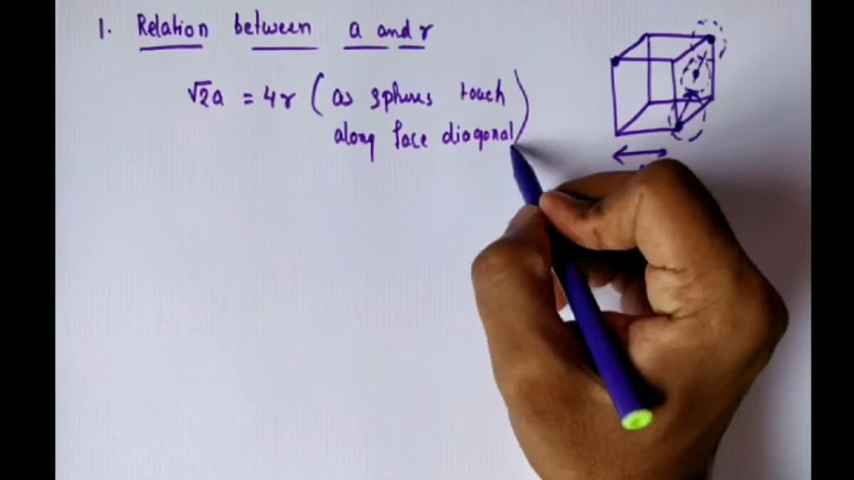 1. Relation between a and r
√2a = 4r (as spheres touch
along face diagonal)